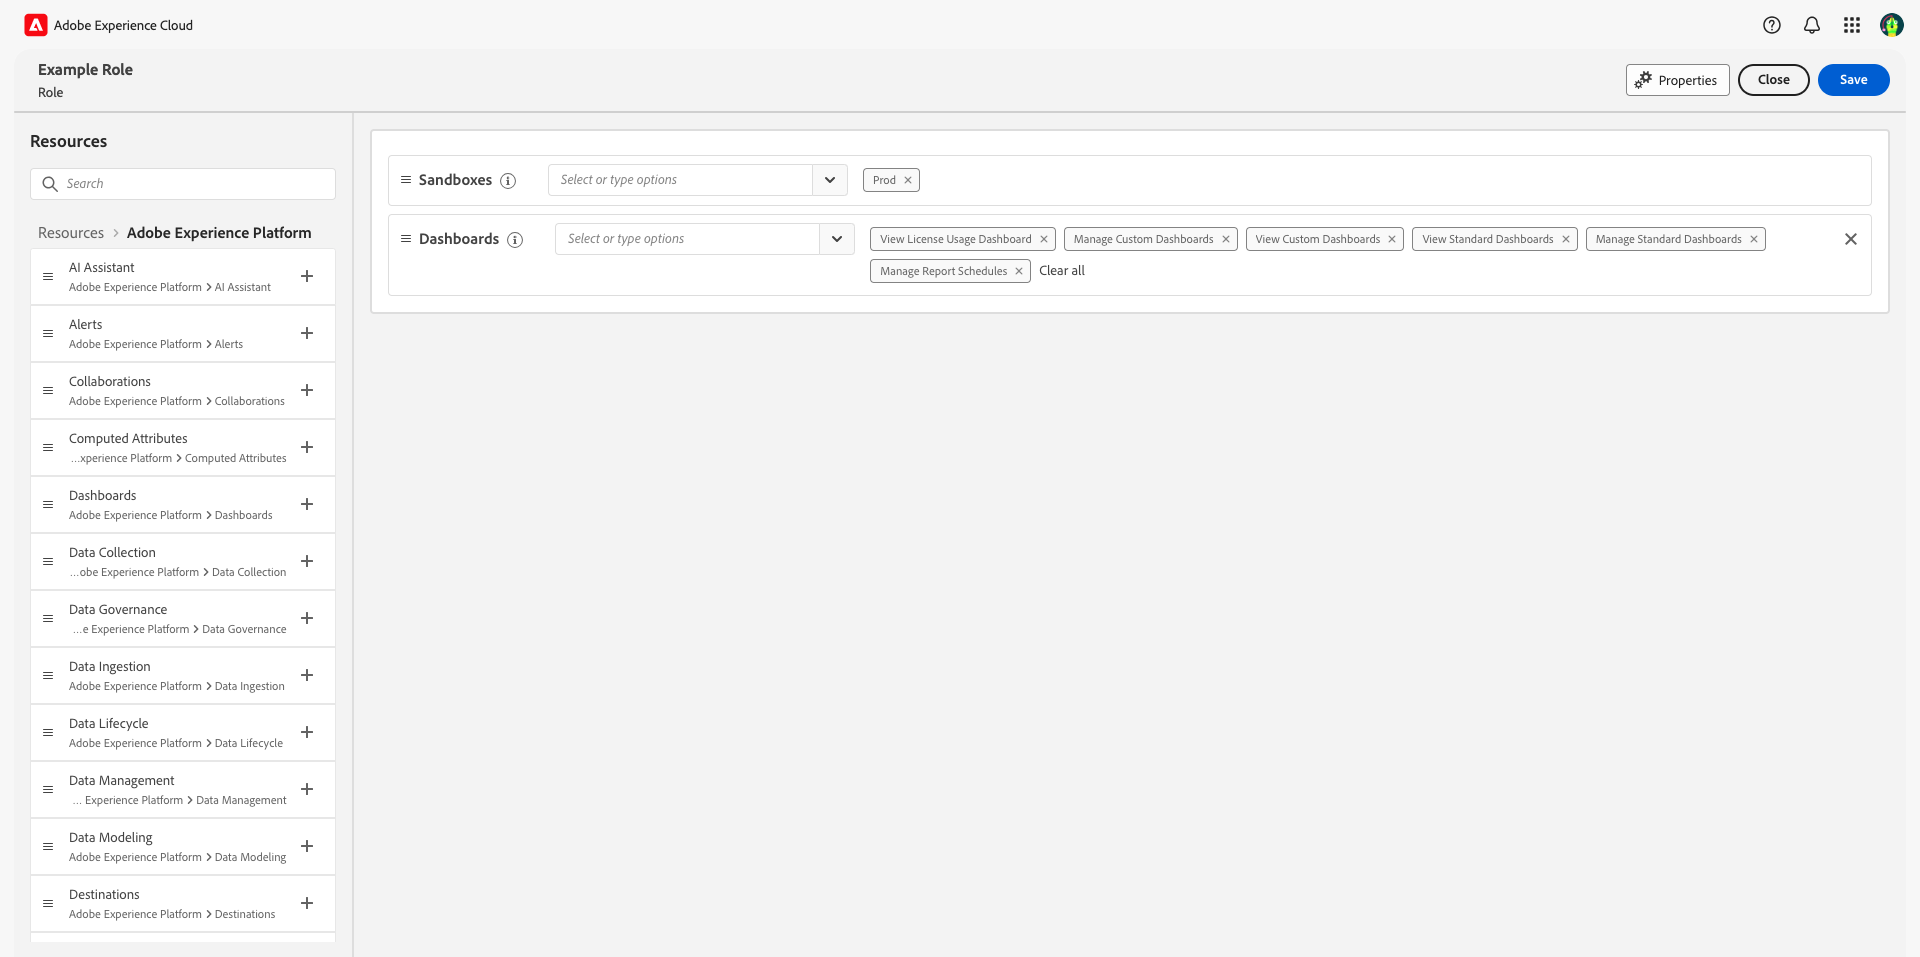 Adobe Experience Cloud
Example Role
Role
Properties
Close
Save
Resources
Search
Resources > Adobe Experience Platform
AI Assistant
Adobe Experience Platform > AI Assistant
Alerts
Adobe Experience Platform > Alerts
Collaborations
Adobe Experience Platform > Collaborations
Computed Attributes
...xperience Platform > Computed Attributes
Dashboards
Adobe Experience Platform > Dashboards
Data Collection
...obe Experience Platform > Data Collection
Data Governance
...e Experience Platform > Data Governance
Data Ingestion
Adobe Experience Platform > Data Ingestion
Data Lifecycle
Adobe Experience Platform > Data Lifecycle
Data Management
... Experience Platform > Data Management
Data Modeling
Adobe Experience Platform > Data Modeling
Destinations
Adobe Experience Platform > Destinations
Sandboxes
Select or type options
Prod
Dashboards
Select or type options
View License Usage Dashboard
Manage Custom Dashboards
View Custom Dashboards
View Standard Dashboards
Manage Standard Dashboards
Manage Report Schedules
Clear all